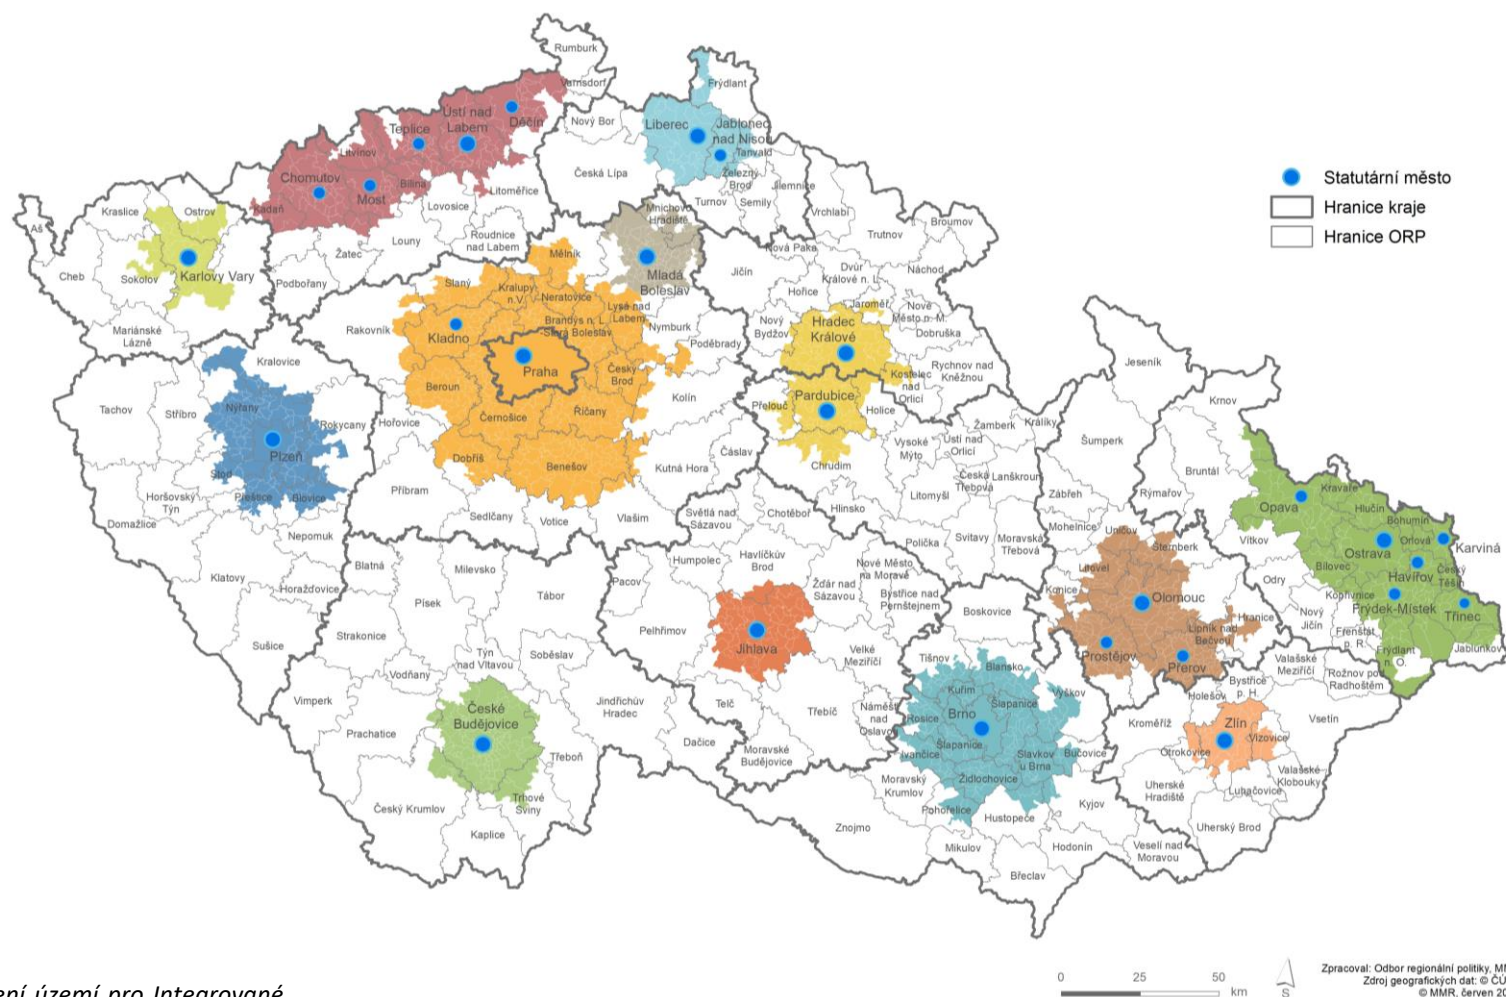 Rumburk
Varnsdorf
Frýdlant
Nový Bor
Děčín
Ústí nad
Labem
Teplice
Liberec
Jablonec
nad Nisou
Tanvald
Železný
Brod
Jilemnice
Semily
Turnov
Česká Lípa
Litvínov
Chomutov
Most
Bílina
Litoměřice
Lovosice
Kadaň
Statutární město
Hranice kraje
Hranice ORP
Kraslice
Ostrov
Aš
Cheb
Sokolov
Karlovy Vary
Mariánské
Lázně
Podbořany
Žatec
Louny
Roudnice
nad Labem
Mnichovo
Hradiště
Mladá
Boleslav
Vrchlabí
Trutnov
Broumov
Nová Paka
Jičín
Dvůr
Králové n. L.
Náchod
Hořice
Jaroměř
Nové
Město n. M.
Dobruška
Nový
Bydžov
Hradec
Králové
Rychnov nad
Kněžnou
Kostelec
nad
Orlicí
Mělník
Slaný
Kralupy
n.V.
Neratovice
Lysá nad
Labem
Brandýs n. L.
Stará Boleslav
Nymburk
Poděbrady
Rakovník
Kladno
Praha
Český
Brod
Beroun
Kolín
Černošice
Říčany
Hořovice
Dobříš
Benešov
Kutná Hora
Čáslav
Příbram
Sedlčany
Votice
Vlašim
Kralovice
Tachov
Stříbro
Nýřany
Rokycany
Plzeň
Stod
Přeštice
Blovice
Horšovský
Týn
Domažlice
Nepomuk
Klatovy
Horažďovice
Sušice
Přelouč
Pardubice
Holice
Chrudim
Vysoké
Mýto
Ústí nad
Orlicí
Žamberk
Králíky
Česká
Třebová
Lanškroun
Litomyšl
Hlinsko
Polička
Svitavy
Moravská
Třebová
Jeseník
Šumperk
Krnov
Bruntál
Rýmařov
Zábřeh
Mohelnice
Uničov
Šternberk
Litovel
Konice
Olomouc
Prostějov
Přerov
Lipník nad
Bečvou
Hranice
Opava
Kravaře
Hlučín
Bohumín
Ostrava
Orlová
Karviná
Vítkov
Bílovec
Havířov
Český
Těšín
Odry
Kopřivnice
Frýdek-Místek
Třinec
Nový
Jičín
Frenštát
p. R.
Frýdlant
n. O.
Jablunkov
Světlá nad
Sázavou
Chotěboř
Havlíčkův
Brod
Humpolec
Pacov
Pelhřimov
Jihlava
Žďár nad
Sázavou
Nové Město
na Moravě
Bystřice nad
Pernštejnem
Velké
Meziříčí
Třebíč
Telč
Náměšť
nad
Oslavou
Moravské
Budějovice
Dačice
Blatná
Milevsko
Písek
Tábor
Strakonice
Soběslav
Týn
nad Vltavou
Vodňany
Vimperk
Prachatice
České
Budějovice
Jindřichův
Hradec
Třeboň
Trhové
Sviny
Český Krumlov
Kaplice
Boskovice
Tišnov
Blansko
Kuřim
Šlapanice
Vyškov
Brno
Rosice
Šlapanice
Ivančice
Slavkov
u Brna
Bučovice
Židlochovice
Moravský
Krumlov
Pohořelice
Hustopeče
Kyjov
Znojmo
Mikulov
Hodonín
Břeclav
Veselí nad
Moravou
Valašské
Meziříčí
Rožnov pod
Radhoštěm
Bystřice
p. H.
Holešov
Kroměříž
Zlín
Vizovice
Vsetín
Otrokovice
Uherské
Hradiště
Luhačovice
Valašské
Klobouky
Uherský Brod
0 25 50
km
S
Zpracoval: Odbor regionální politiky, MM
Zdroj geografických dat: © ČÚ
© MMR, červen 20
ení území pro Integrované